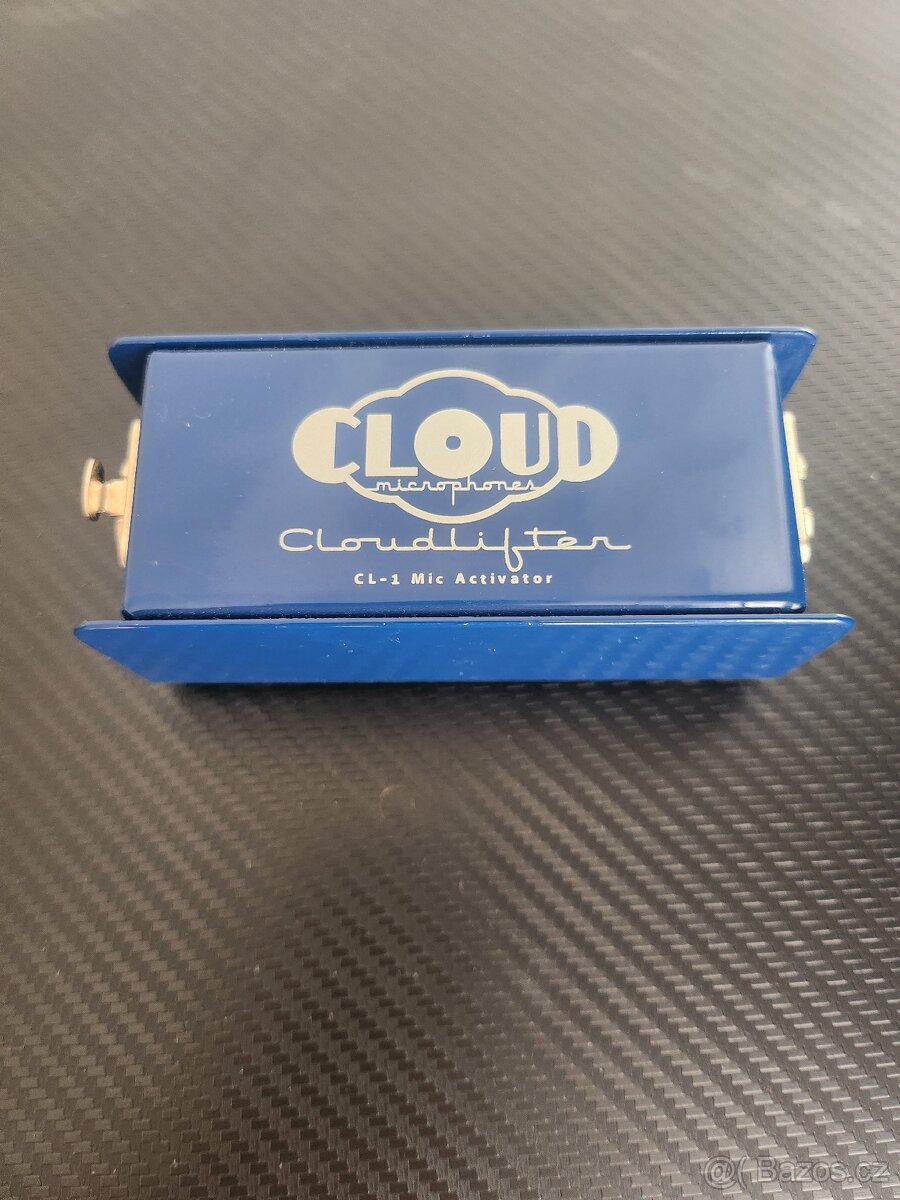 CLOUD
microphones
Cloudlifter
CL-1 Mic Activator
@( Bazos.cz